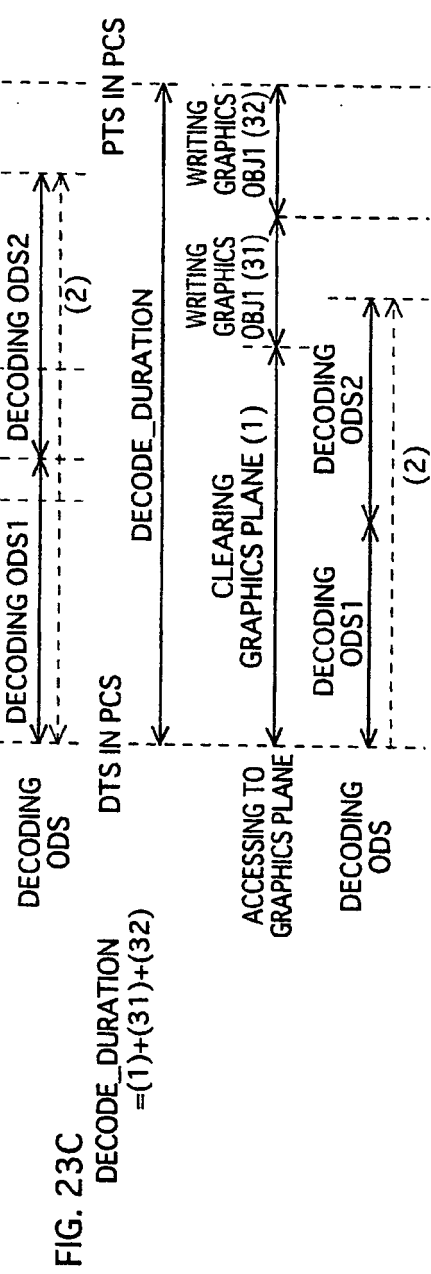 DECODING
ODS
DECODING ODS1
DECODING ODS2
(2)
FIG. 23C
DECODE_DURATION
=(1)+(31)+(32)
DTS IN PCS
PTS IN PCS
DECODE_DURATION
ACCESSING TO
GRAPHICS PLANE
CLEARING
GRAPHICS PLANE (1)
WRITING
GRAPHICS
OBJ1 (31)
WRITING
GRAPHICS
OBJ1 (32)
DECODING
ODS
DECODING
ODS1
DECODING
ODS2
(2)